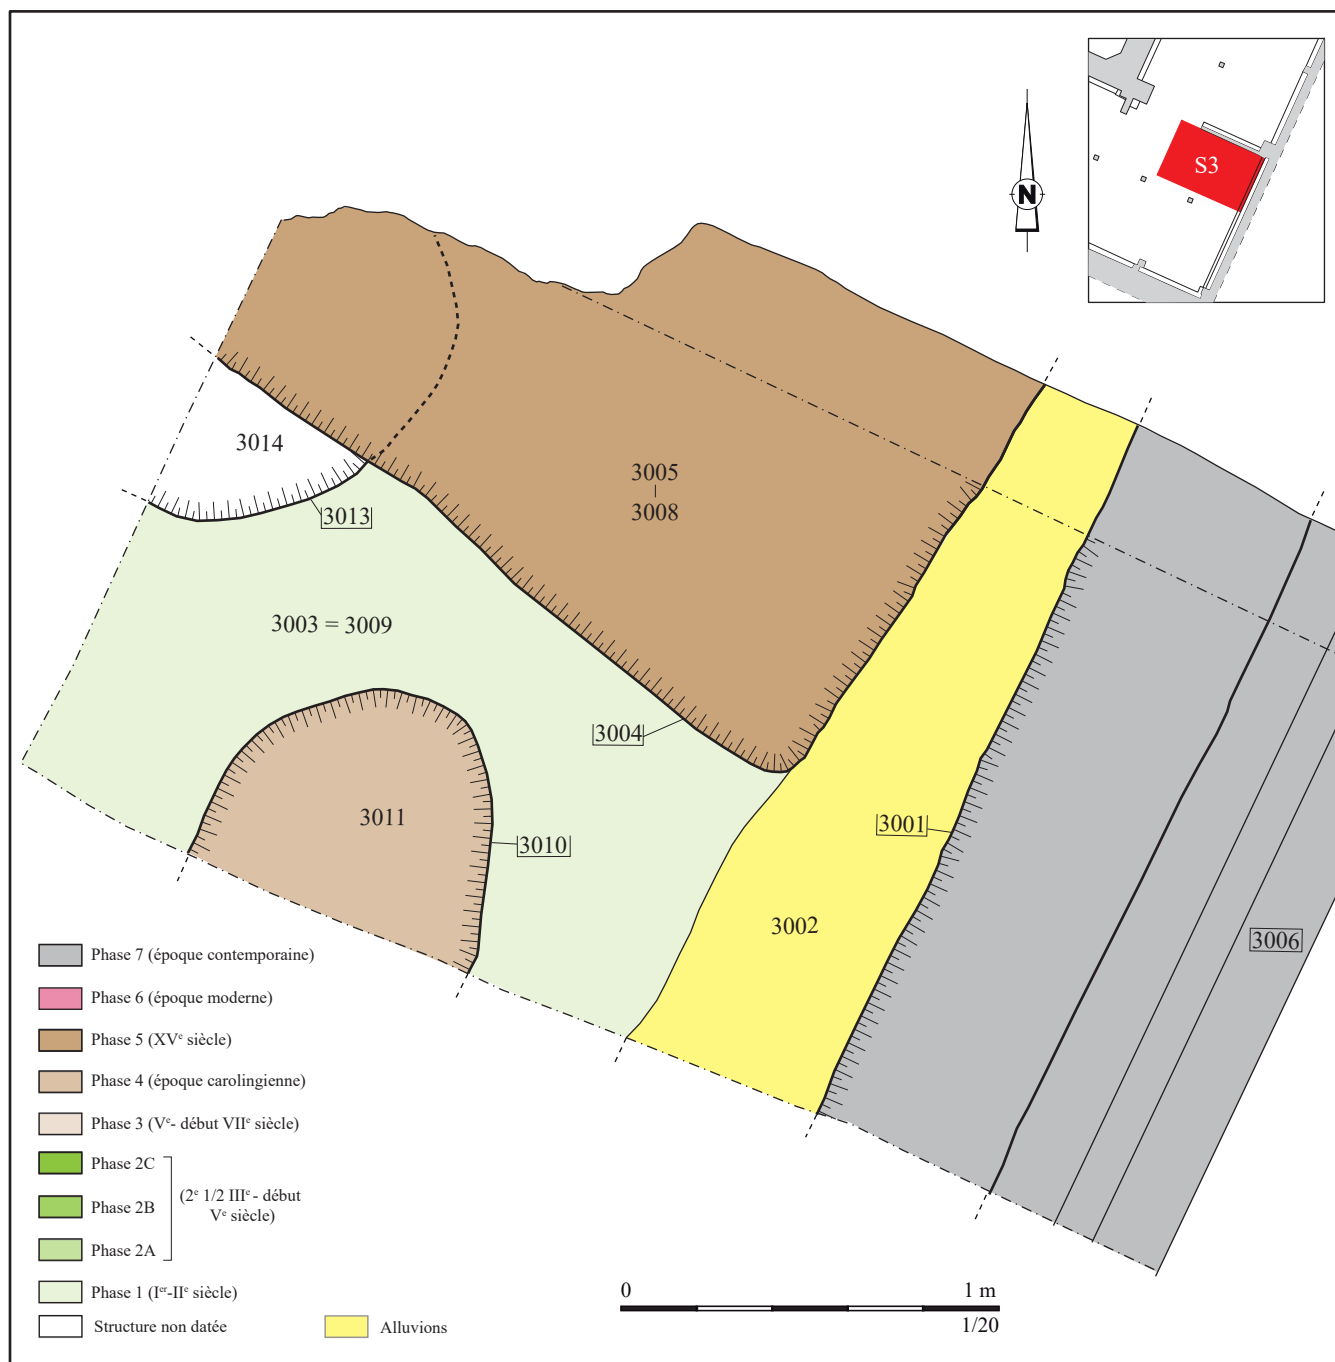 S3
N
3014
3013
3005
3008
3003 = 3009
3004
3011
3010
3001
3002
3006
Phase 7 (époque contemporaine)
Phase 6 (époque moderne)
Phase 5 (XVe siècle)
Phase 4 (époque carolingienne)
Phase 3 (Ve- début VIIe siècle)
Phase 2C
Phase 2B
Phase 2A
(2e 1/2 IIIe - début
Ve siècle)
Phase 1 (Ier-IIe siècle)
Structure non datée
Alluvions
0 1 m
1/20